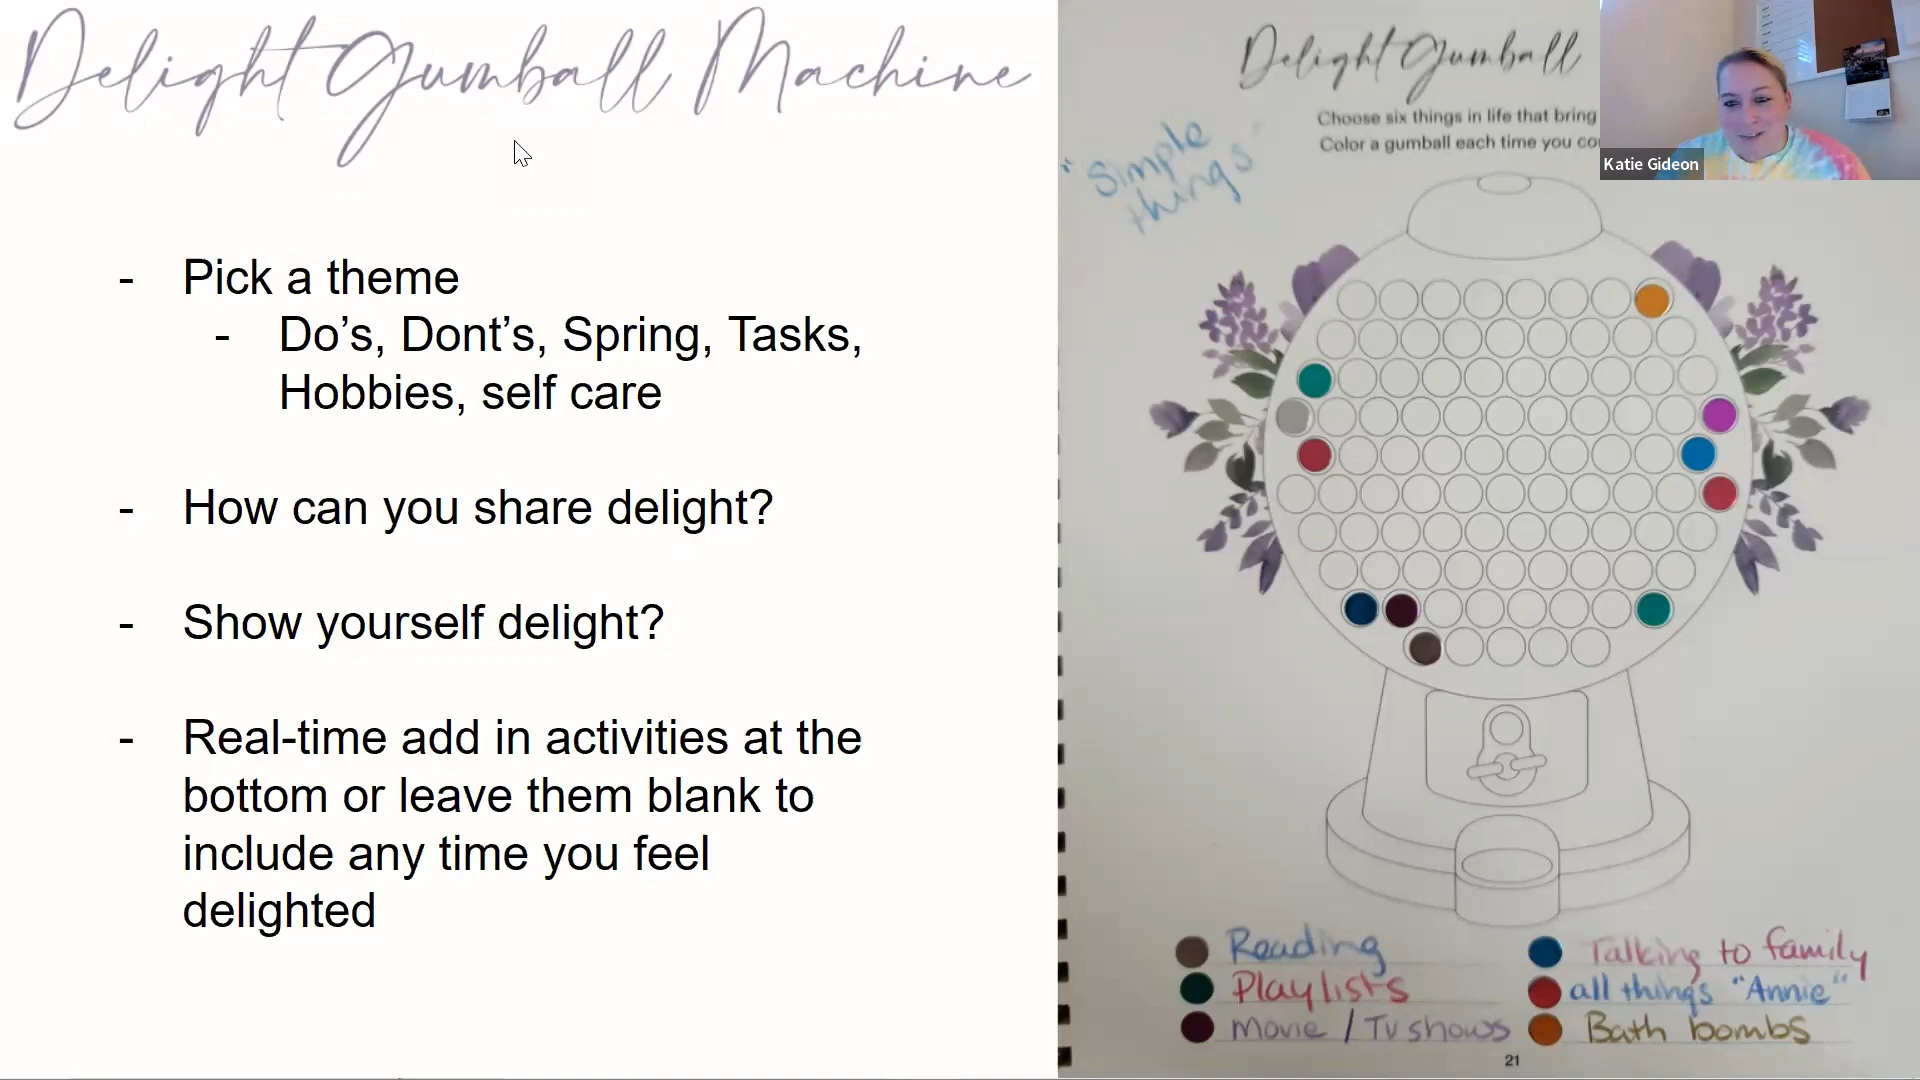 Delight Gumball Machine
- Pick a theme
- Do’s, Dont’s, Spring, Tasks,
Hobbies, self care
- How can you share delight?
- Show yourself delight?
- Real-time add in activities at the
bottom or leave them blank to
include any time you feel
delighted
Delight Gumball
Choose six things in life that bring
Color a gumball each time you
"Simple
things"
Reading
Playlists
Movie / TV shows
Talking to family
all things "Annie"
Bath bombs
21
Katie Gideon